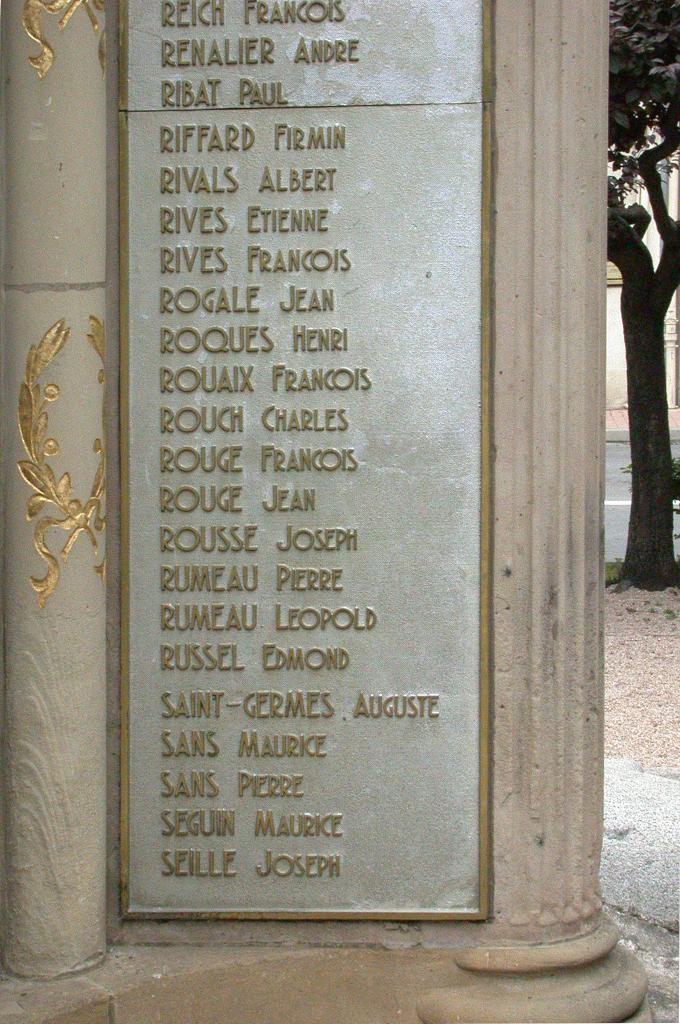 REICH FRANCOIS
RENALIER ANDRE
RIBAT PAUL
RIFFARD FIRMIN
RIVALS ALBERT
RIVES ETIENNE
RIVES FRANCOIS
ROGALE JEAN
ROQUES HENRI
ROUAIX FRANCOIS
ROUCH CHARLES
ROUGE FRANCOIS
ROUGE JEAN
ROUSSE JOSEPH
RUMEAU PIERRE
RUMEAU LEOPOLD
RUSSEL EDMOND
SAINT-GERMES AUGUSTE
SANS MAURICE
SANS PIERRE
SEGUIN MAURICE
SEILLE JOSEPH